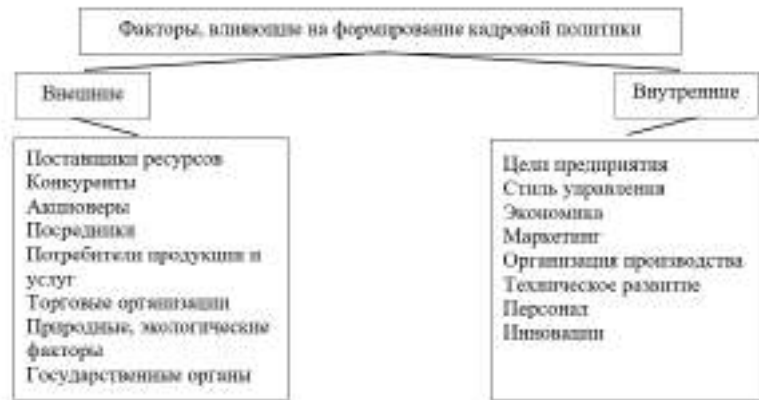 Факторы, влияющие на формирование кадровой политики
Внешние
Внутренние
Поставщики ресурсов
Конкуренты
Акционеры
Посредники
Потребители продукции и
услуг
Торговые организации
Природные, экологические
факторы
Государственные органы
Цели предприятия
Стиль управления
Экономика
Маркетинг
Организация производства
Техническое развитие
Персонал
Инновации